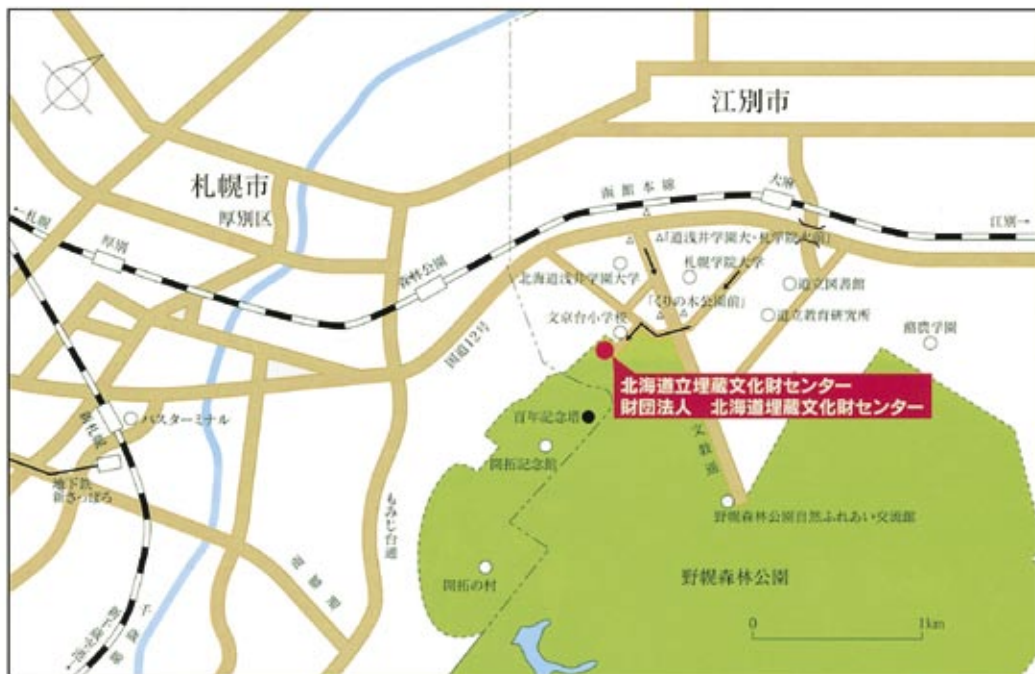 江別市
札幌市
厚別区
←札幌
厚別
森林公園
函館本線
大麻
江別→
「道浅井学園大・札学院大前」
北海道浅井学園大学
札幌学院大学
道立図書館
「くりの木公園前」
文京台小学校
道立教育研究所
酪農学園
国道12号
北海道立埋蔵文化財センター
財団法人 北海道埋蔵文化財センター
新札幌
バスターミナル
百年記念塔
開拓記念館
地下鉄
新さっぽろ
もみじ台通
野幌森林公園自然ふれあい交流館
開拓の村
野幌森林公園
千歳線
0 1km